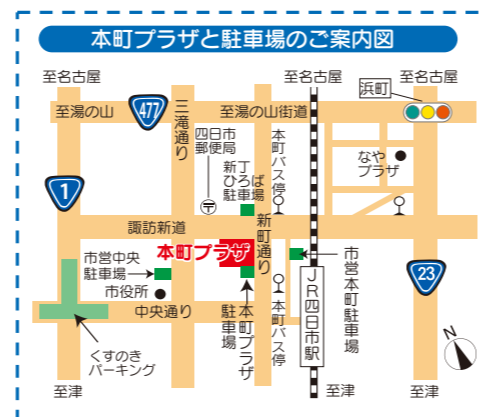 本町プラザと駐車場のご案内図
至名古屋
至名古屋
至名古屋
浜町
至湯の山
477
三滝通り
至湯の山街道
四日市
郵便局
新丁
ひろば
駐車場
本町バス停
なや
プラザ
1
諏訪新道
新町通り
本町プラザ
市営中央
駐車場
市役所
中央通り
本町プラザ
駐車場
本町バス停
JR四日市駅
市営本町駐車場
23
くすのき
パーキング
N
至津
至津
至津